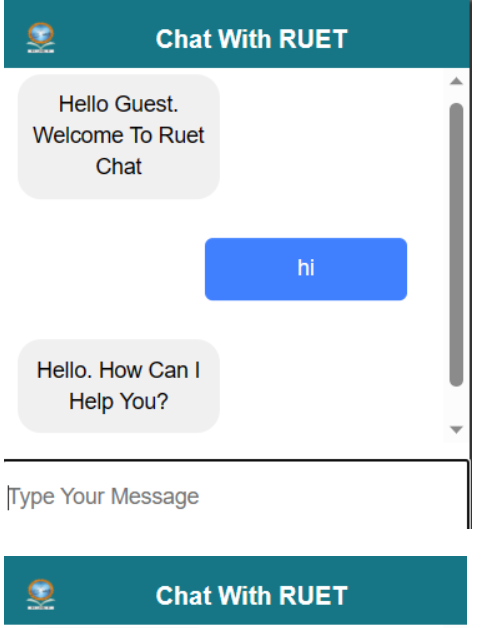 Chat With RUET
Hello Guest.
Welcome To Ruet
Chat
hi
Hello. How Can I
Help You?
Type Your Message
Chat With RUET